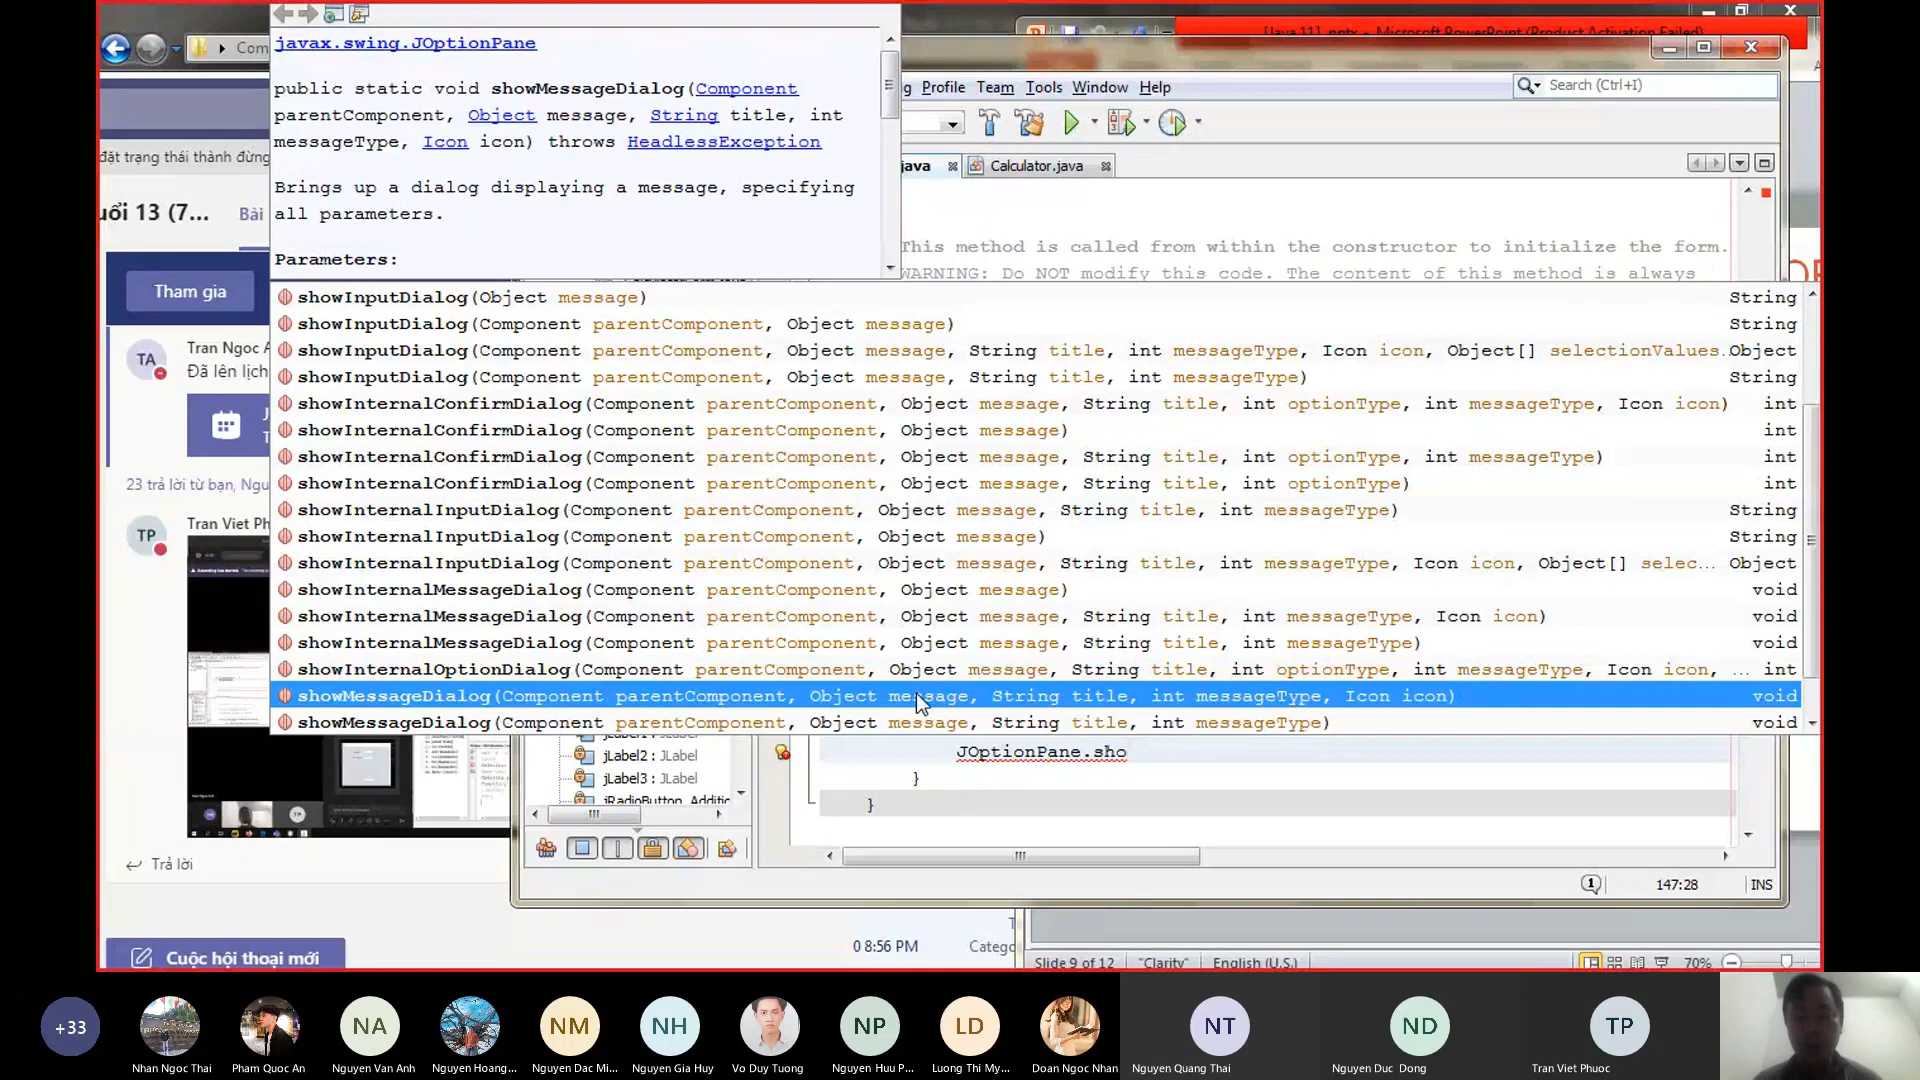 javax.swing.JOptionPane
public static void showMessageDialog(Component
parentComponent, Object message, String title, int
messageType, Icon icon) throws HeadlessException
Brings up a dialog displaying a message, specifying
all parameters.
Parameters:
Com
[Java 11].pptx - Microsoft PowerPoint (Product Activation Failed)
Profile Team Tools Window Help
Search (Ctrl+I)
java
Calculator.java
This method is called from within the constructor to initialize the form.
WARNING: Do NOT modify this code. The content of this method is always
đặt trạng thái thành đừng
uổi 13 (7...
Bài
Tham gia
TA
Tran Ngoc A
Đã lên lịch
23 trả lời từ bạn, Ngu
TP
Tran Viet Ph
showInputDialog(Object message) String
showInputDialog(Component parentComponent, Object message) String
showInputDialog(Component parentComponent, Object message, String title, int messageType, Icon icon, Object[] selectionValues. Object
showInputDialog(Component parentComponent, Object message, String title, int messageType) String
showInternalConfirmDialog(Component parentComponent, Object message, String title, int optionType, int messageType, Icon icon) int
showInternalConfirmDialog(Component parentComponent, Object message) int
showInternalConfirmDialog(Component parentComponent, Object message, String title, int optionType, int messageType) int
showInternalConfirmDialog(Component parentComponent, Object message, String title, int optionType) int
showInternalInputDialog(Component parentComponent, Object message, String title, int messageType) String
showInternalInputDialog(Component parentComponent, Object message) String
showInternalInputDialog(Component parentComponent, Object message, String title, int messageType, Icon icon, Object[] selec... Object
showInternalMessageDialog(Component parentComponent, Object message) void
showInternalMessageDialog(Component parentComponent, Object message, String title, int messageType, Icon icon) void
showInternalMessageDialog(Component parentComponent, Object message, String title, int messageType) void
showInternalOptionDialog(Component parentComponent, Object message, String title, int optionType, int messageType, Icon icon, ... int
showMessageDialog(Component parentComponent, Object message, String title, int messageType, Icon icon) void
showMessageDialog(Component parentComponent, Object message, String title, int messageType) void
jLabel2 : JLabel
jLabel3 : JLabel
JOptionPane.sho
}
}
147:28
INS
Trả lời
Cuộc hội thoại mới
0 8:56 PM
Catego
Slide 9 of 12
"Clarity"
English (U.S.)
70%
+33
NA
NM
NH
NP
LD
NT
ND
TP
Nhan Ngoc Thai
Pham Quoc An
Nguyen Van Anh
Nguyen Hoang...
Nguyen Dac Mi...
Nguyen Gia Huy
Vo Duy Tuong
Nguyen Huu P...
Luong Thi My...
Doan Ngoc Nhan
Nguyen Quang Thai
Nguyen Duc Dong
Tran Viet Phuoc